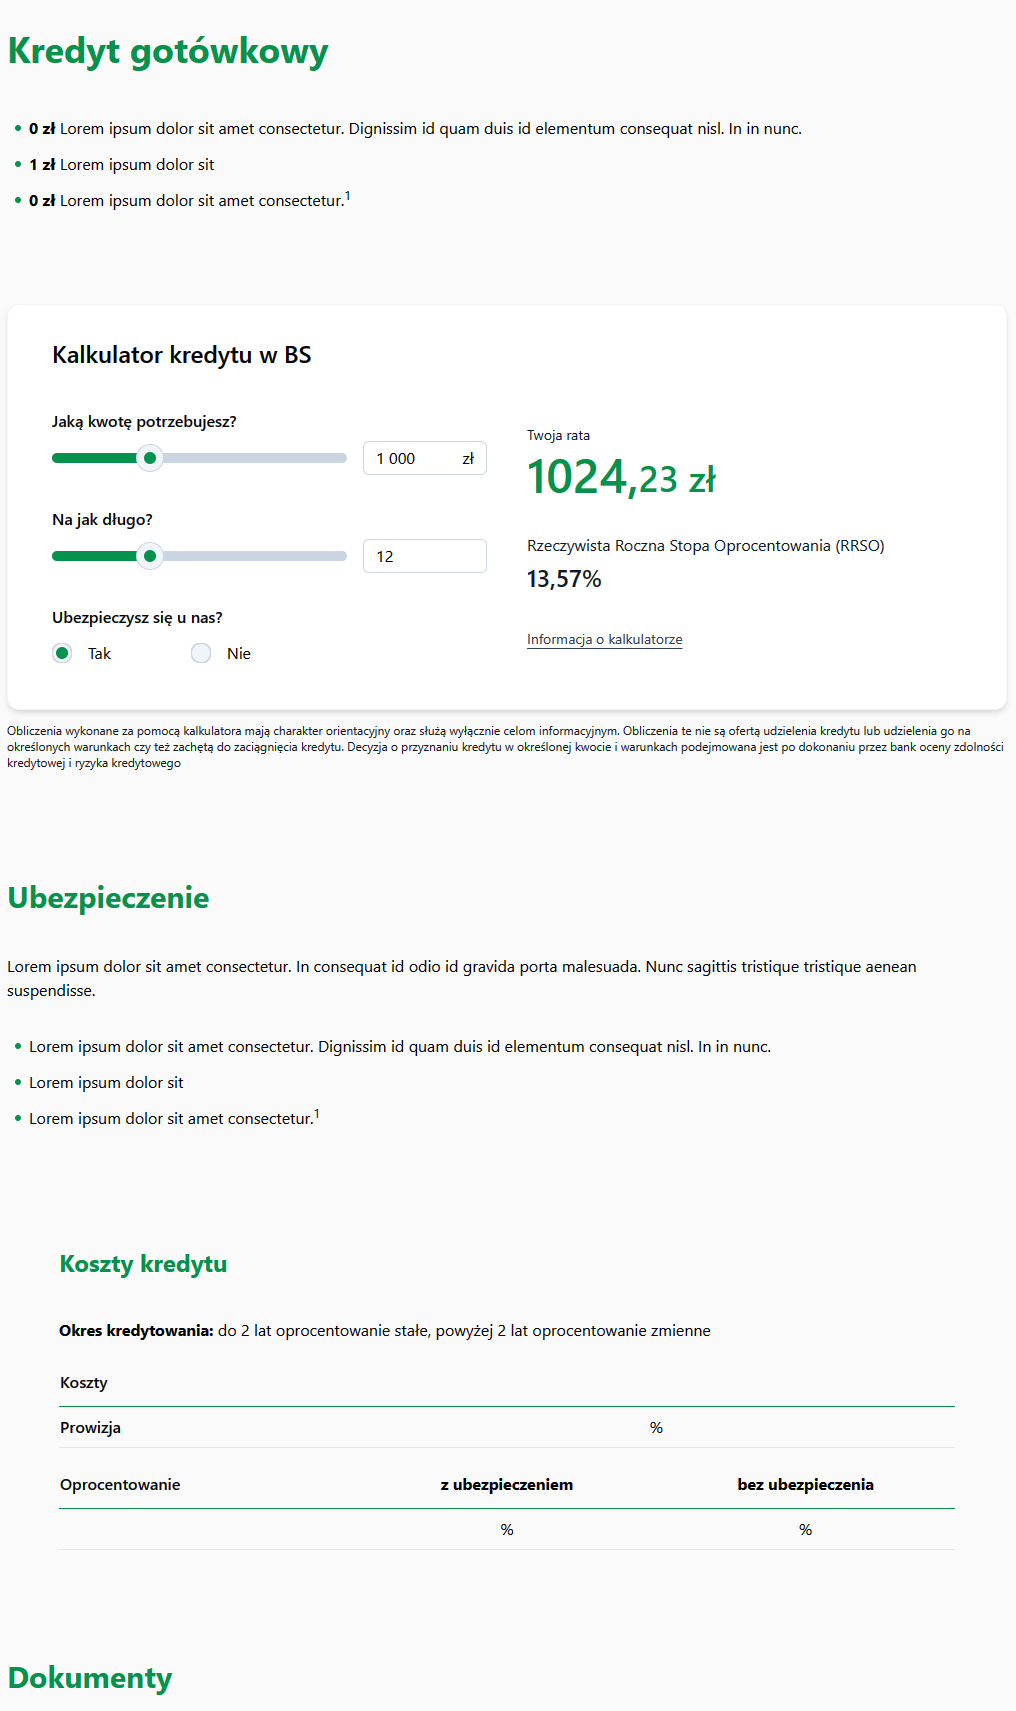 Kredyt gotówkowy
0 zł Lorem ipsum dolor sit amet consectetur. Dignissim id quam duis id elementum consequat nisl. In in nunc.
1 zł Lorem ipsum dolor sit
0 zł Lorem ipsum dolor sit amet consectetur.1
Kalkulator kredytu w BS
Jaką kwotę potrzebujesz?
1 000 zł
Na jak długo?
12
Ubezpieczysz się u nas?
Tak Nie
Twoja rata
1024,23 zł
Rzeczywista Roczna Stopa Oprocentowania (RRSO)
13,57%
Informacja o kalkulatorze
Obliczenia wykonane za pomocą kalkulatora mają charakter orientacyjny oraz służą wyłącznie celom informacyjnym. Obliczenia te nie są ofertą udzielenia kredytu lub udzielenia go na
określonych warunkach czy też zachętą do zaciągnięcia kredytu. Decyzja o przyznaniu kredytu w określonej kwocie i warunkach podejmowana jest po dokonaniu przez bank oceny zdolności
kredytowej i ryzyka kredytowego
Ubezpieczenie
Lorem ipsum dolor sit amet consectetur. In consequat id odio id gravida porta malesuada. Nunc sagittis tristique tristique aenean
suspendisse.
Lorem ipsum dolor sit amet consectetur. Dignissim id quam duis id elementum consequat nisl. In in nunc.
Lorem ipsum dolor sit
Lorem ipsum dolor sit amet consectetur.1
Koszty kredytu
Okres kredytowania: do 2 lat oprocentowanie stałe, powyżej 2 lat oprocentowanie zmienne
Koszty
Prowizja %
Oprocentowanie z ubezpieczeniem bez ubezpieczenia
% %
Dokumenty